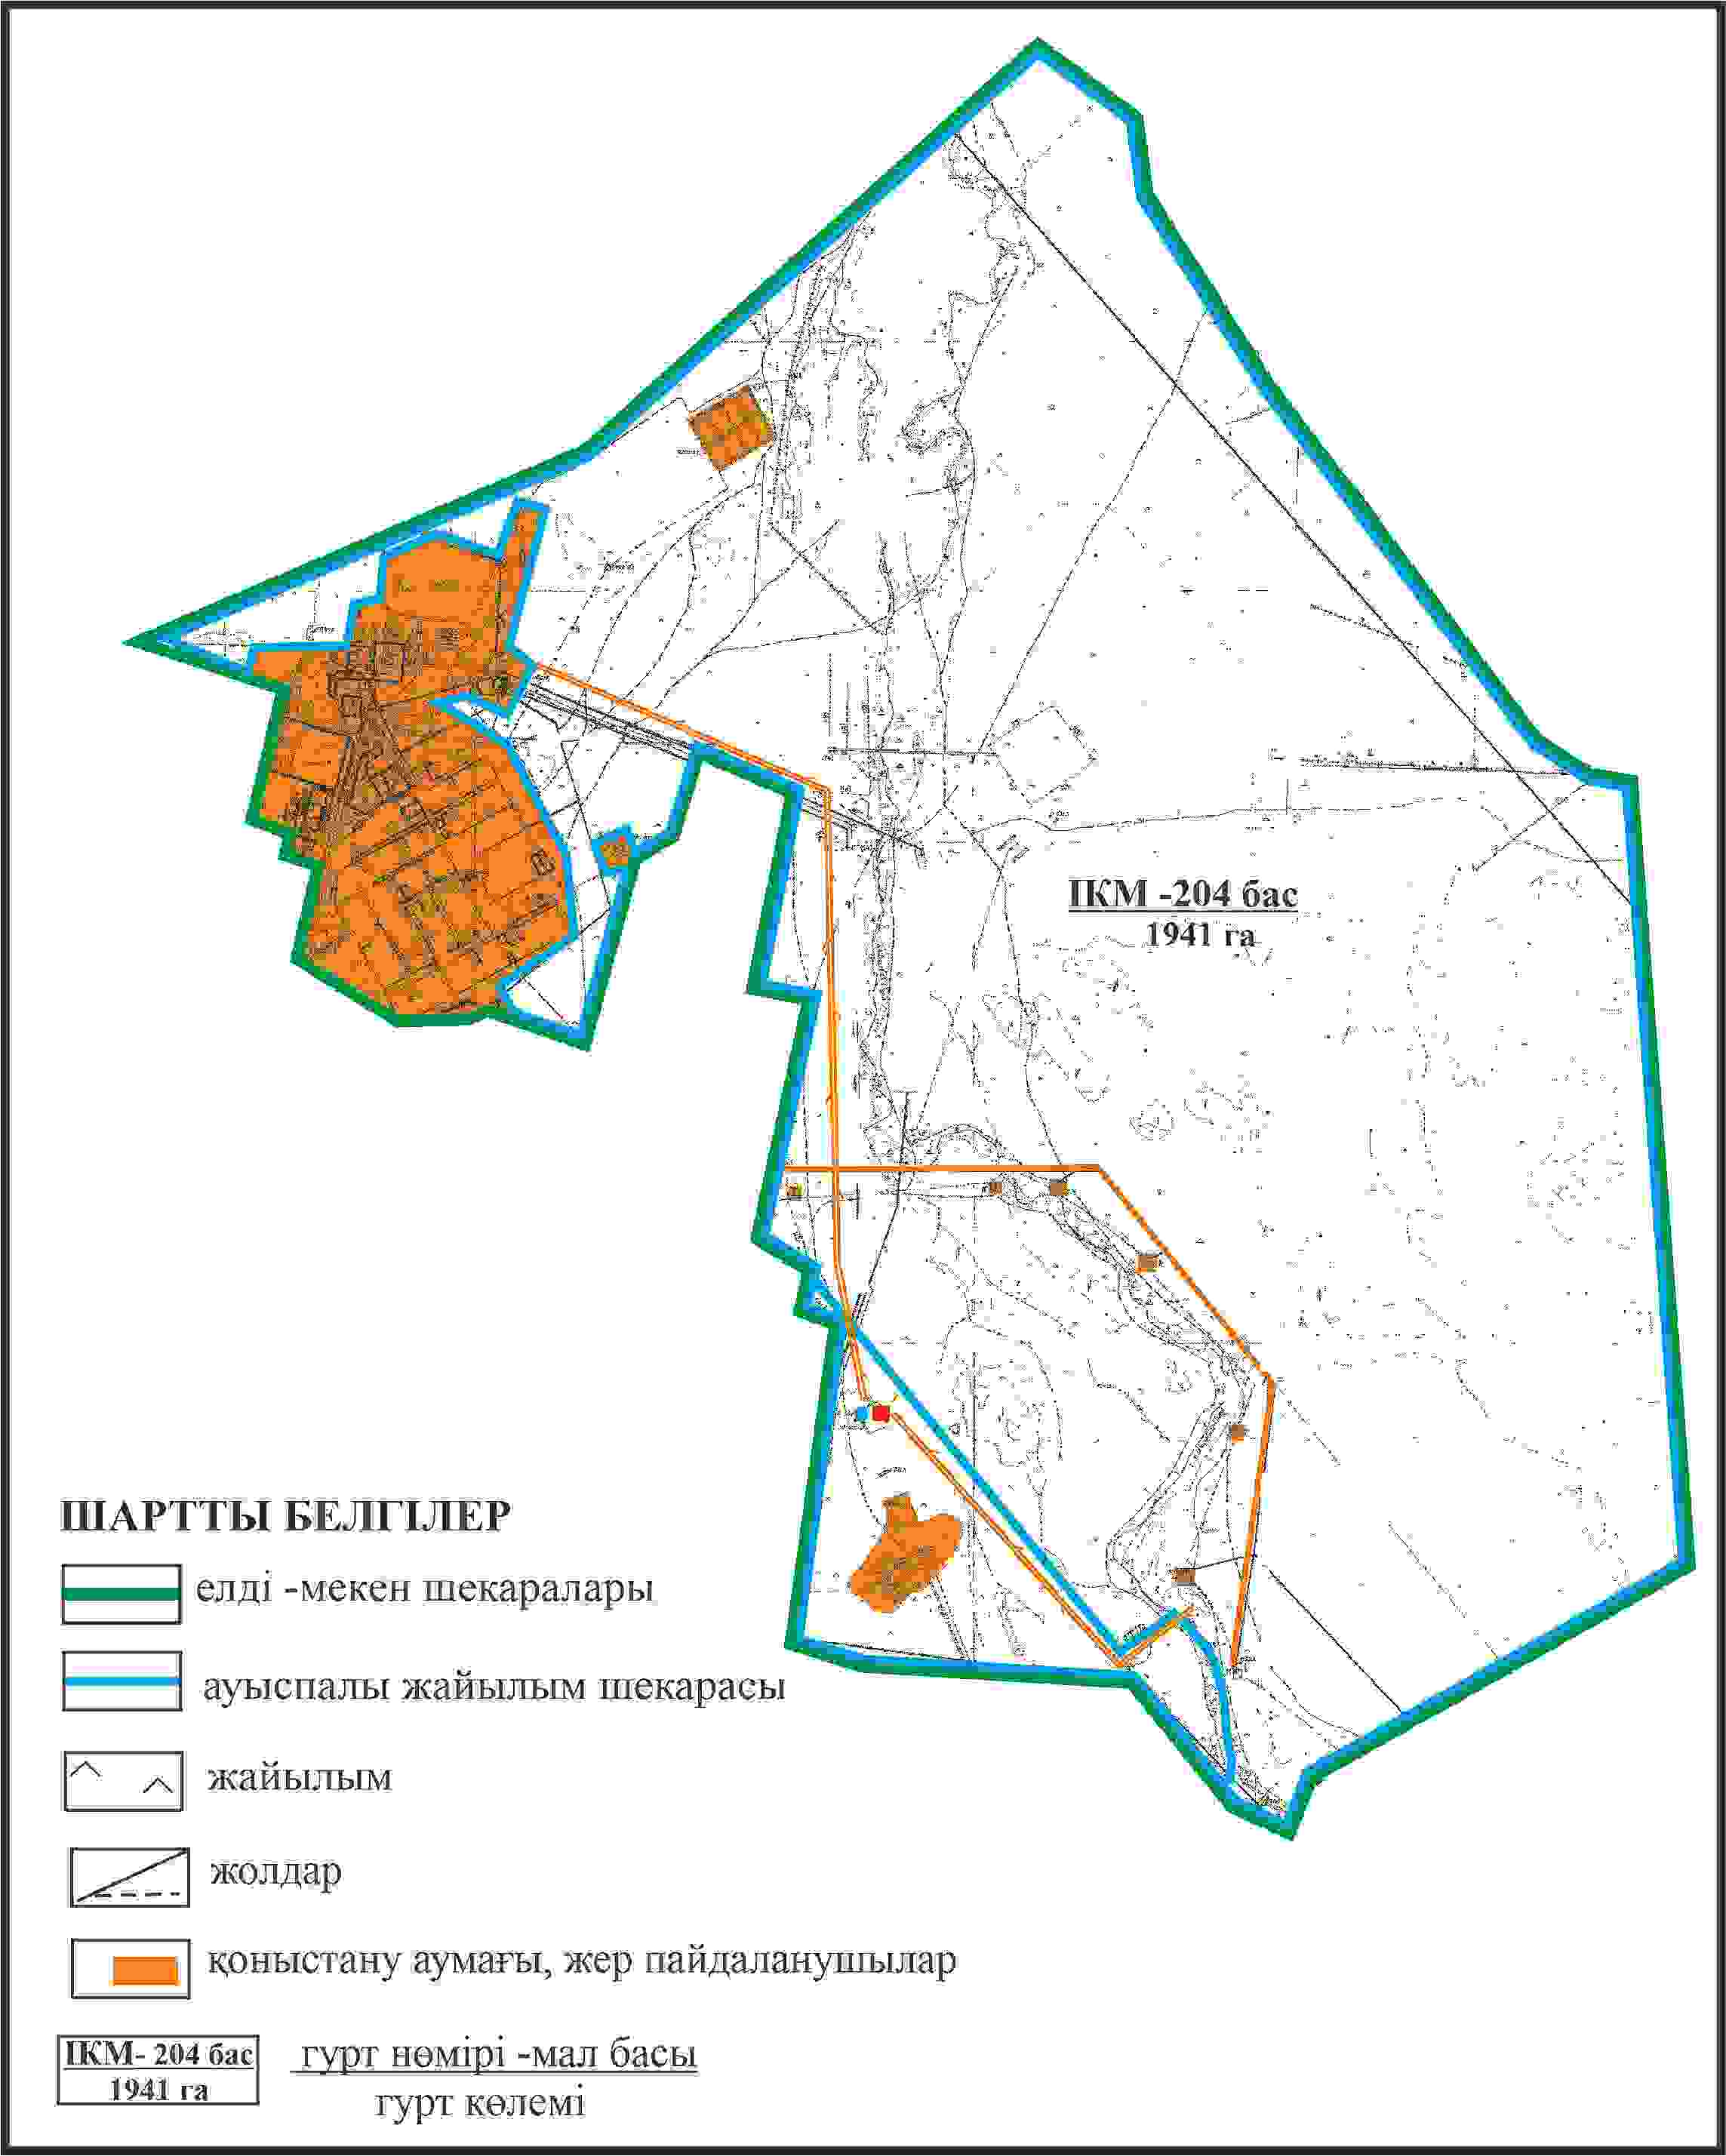 ІКМ -204 бас
1941 га
ШАРТТЫ БЕЛГІЛЕР
елді -мекен шекаралары
ауыспалы жайылым шекарасы
жайылым
жолдар
қоныстану аумағы, жер пайдаланушылар
ІКМ- 204 бас
1941 га
гурт нөмірі -мал басы
гурт көлемі